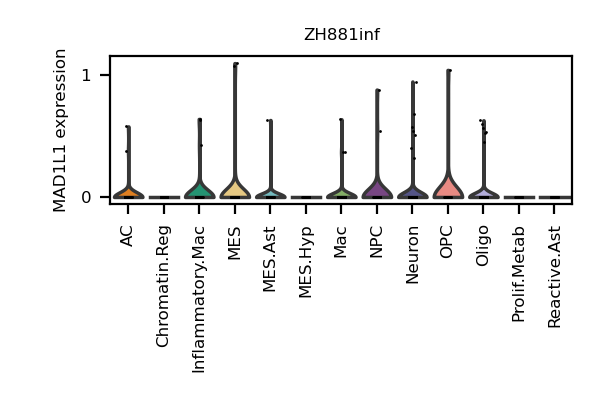 ZH881inf
MAD1L1 expression
1
0
AC
Chromatin.Reg
Inflammatory.Mac
MES
MES.Ast
MES.Hyp
Mac
NPC
Neuron
OPC
Oligo
Prolif.Metab
Reactive.Ast